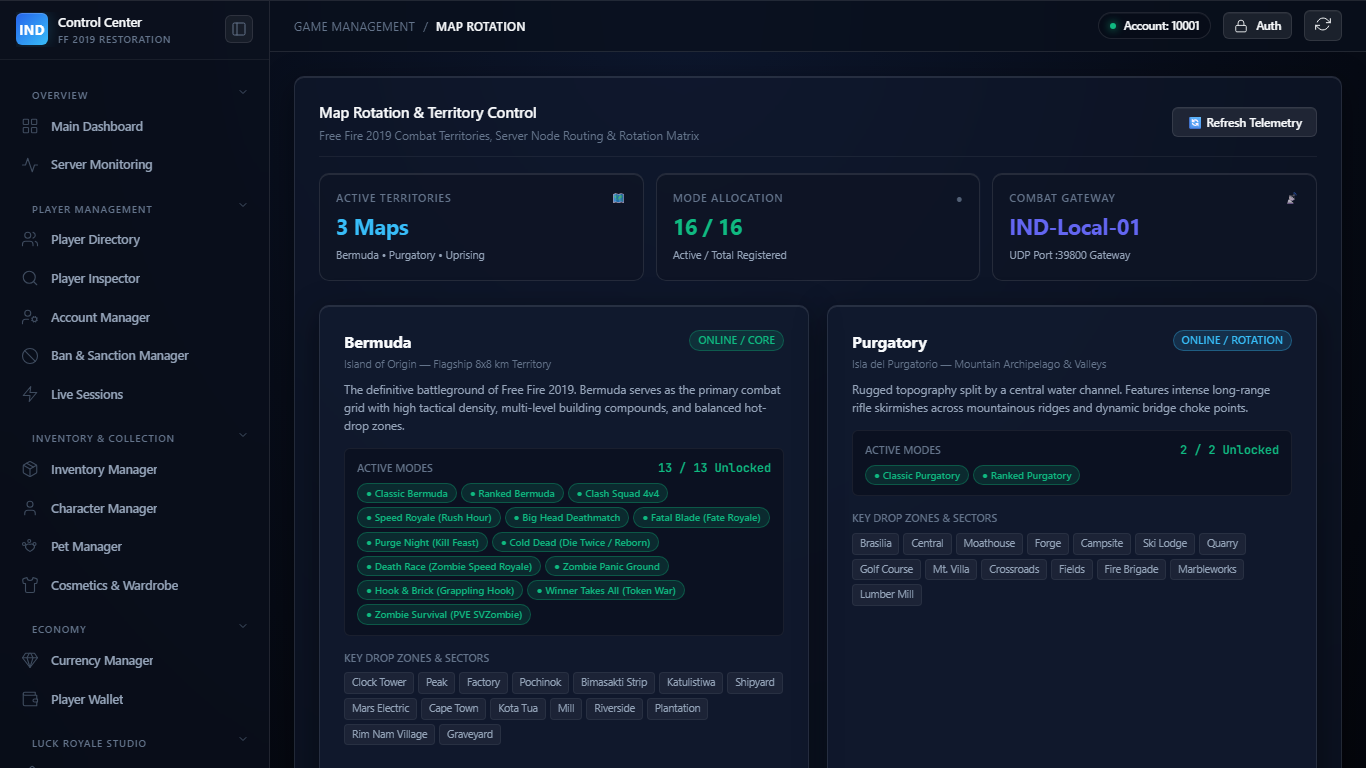 IND
Control Center
FF 2019 RESTORATION
OVERVIEW
Main Dashboard
Server Monitoring
PLAYER MANAGEMENT
Player Directory
Player Inspector
Account Manager
Ban & Sanction Manager
Live Sessions
INVENTORY & COLLECTION
Inventory Manager
Character Manager
Pet Manager
Cosmetics & Wardrobe
ECONOMY
Currency Manager
Player Wallet
LUCK ROYALE STUDIO
GAME MANAGEMENT / MAP ROTATION
Account: 10001
Auth
Map Rotation & Territory Control
Free Fire 2019 Combat Territories, Server Node Routing & Rotation Matrix
Refresh Telemetry
ACTIVE TERRITORIES
3 Maps
Bermuda • Purgatory • Uprising
MODE ALLOCATION
16 / 16
Active / Total Registered
COMBAT GATEWAY
IND-Local-01
UDP Port :39800 Gateway
Bermuda
ONLINE / CORE
Island of Origin — Flagship 8x8 km Territory
The definitive battleground of Free Fire 2019. Bermuda serves as the primary combat
grid with high tactical density, multi-level building compounds, and balanced hot-
drop zones.
ACTIVE MODES 13 / 13 Unlocked
● Classic Bermuda ● Ranked Bermuda ● Clash Squad 4v4
● Speed Royale (Rush Hour) ● Big Head Deathmatch ● Fatal Blade (Fate Royale)
● Purge Night (Kill Feast) ● Cold Dead (Die Twice / Reborn)
● Death Race (Zombie Speed Royale) ● Zombie Panic Ground
● Hook & Brick (Grappling Hook) ● Winner Takes All (Token War)
● Zombie Survival (PVE SVZombie)
KEY DROP ZONES & SECTORS
Clock Tower Peak Factory Pochinok Bimasakti Strip Katulistiwa Shipyard
Mars Electric Cape Town Kota Tua Mill Riverside Plantation
Rim Nam Village Graveyard
Purgatory
ONLINE / ROTATION
Isla del Purgatorio — Mountain Archipelago & Valleys
Rugged topography split by a central water channel. Features intense long-range
rifle skirmishes across mountainous ridges and dynamic bridge choke points.
ACTIVE MODES 2 / 2 Unlocked
● Classic Purgatory ● Ranked Purgatory
KEY DROP ZONES & SECTORS
Brasilia Central Moathouse Forge Campsite Ski Lodge Quarry
Golf Course Mt. Villa Crossroads Fields Fire Brigade Marbleworks
Lumber Mill